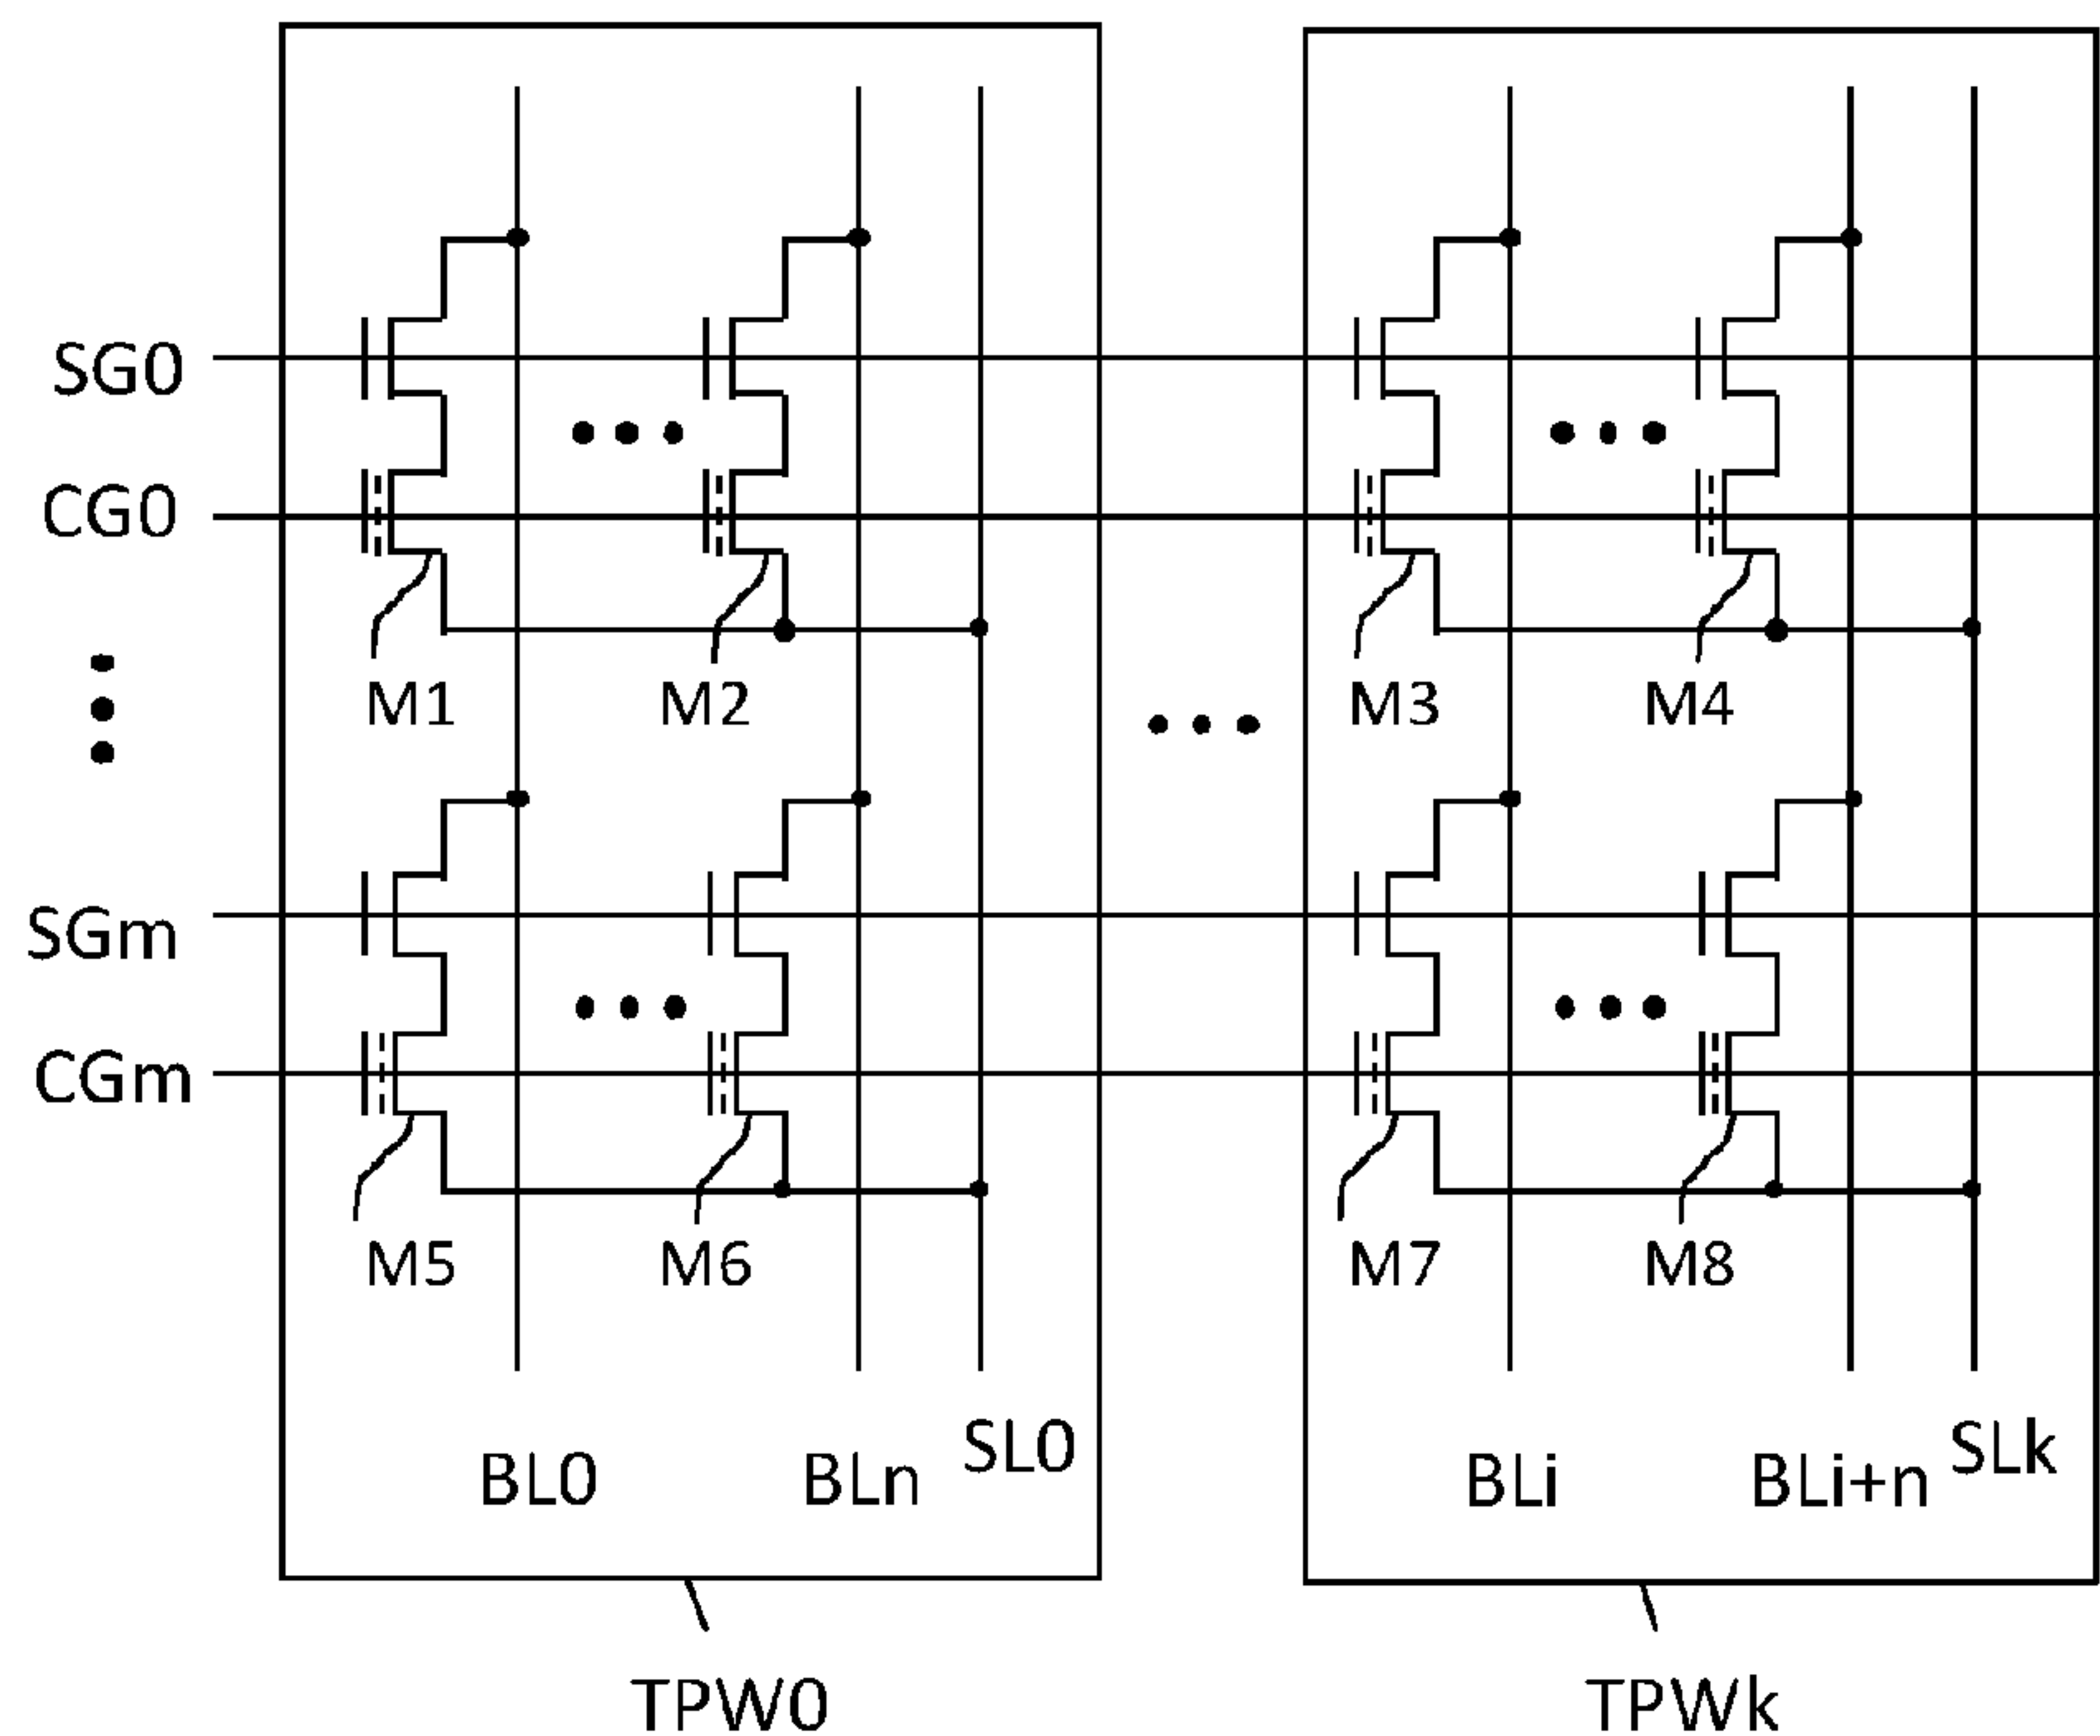 SG0
CG0
M1 M2 M3 M4
SGm
CGm
M5 M6 M7 M8
BL0 BLn SL0 BLi BLi+n SLk
TPW0 TPWk